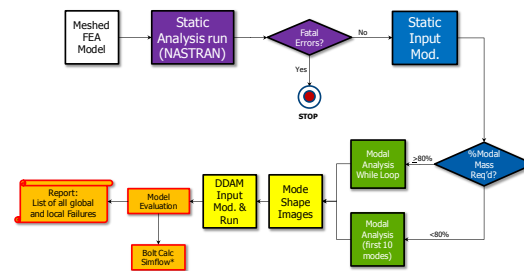 Meshed
FEA
Model
Static
Analysis run
(NASTRAN)
Fatal
Errors?
No
Yes
STOP
Static
Input
Mod.
%Modal
Mass
Req'd?
≥80%
<80%
Modal
Analysis
While Loop
Modal
Analysis
(first 10
modes)
Mode
Shape
Images
DDAM
Input
Mod. &
Run
Model
Evaluation
Report:
List of all global
and local Failures
Bolt Calc
Simflow*